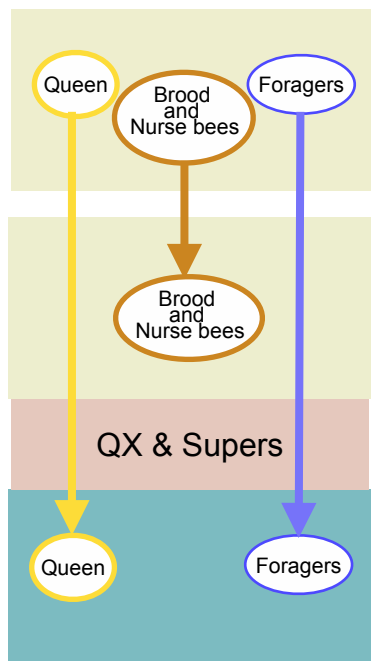 Queen
Brood
and
Nurse bees
Foragers
Brood
and
Nurse bees
QX & Supers
Queen
Foragers